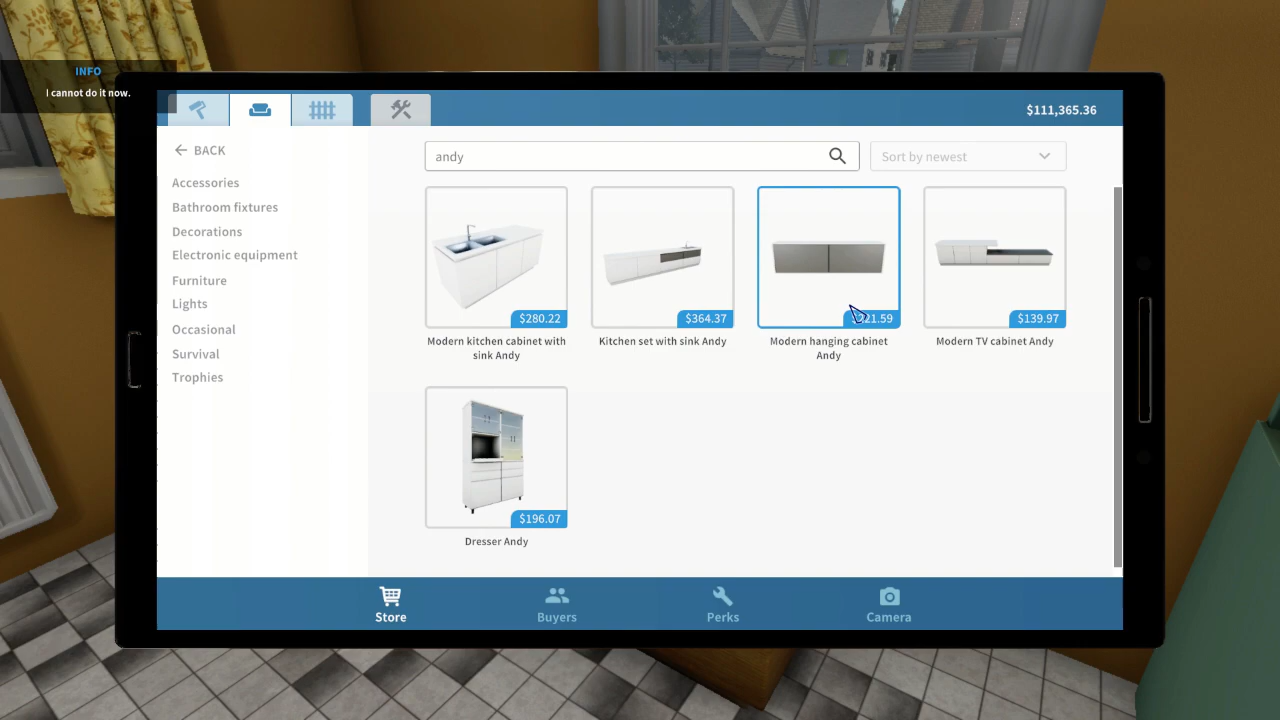 INFO
I cannot do it now.
$111,365.36
BACK
andy
Sort by newest
Accessories
Bathroom fixtures
Decorations
Electronic equipment
Furniture
Lights
Occasional
Survival
Trophies
$280.22
$364.37
21.59
$139.97
Modern kitchen cabinet with
sink Andy
Kitchen set with sink Andy
Modern hanging cabinet
Andy
Modern TV cabinet Andy
$196.07
Dresser Andy
Store
Buyers
Perks
Camera